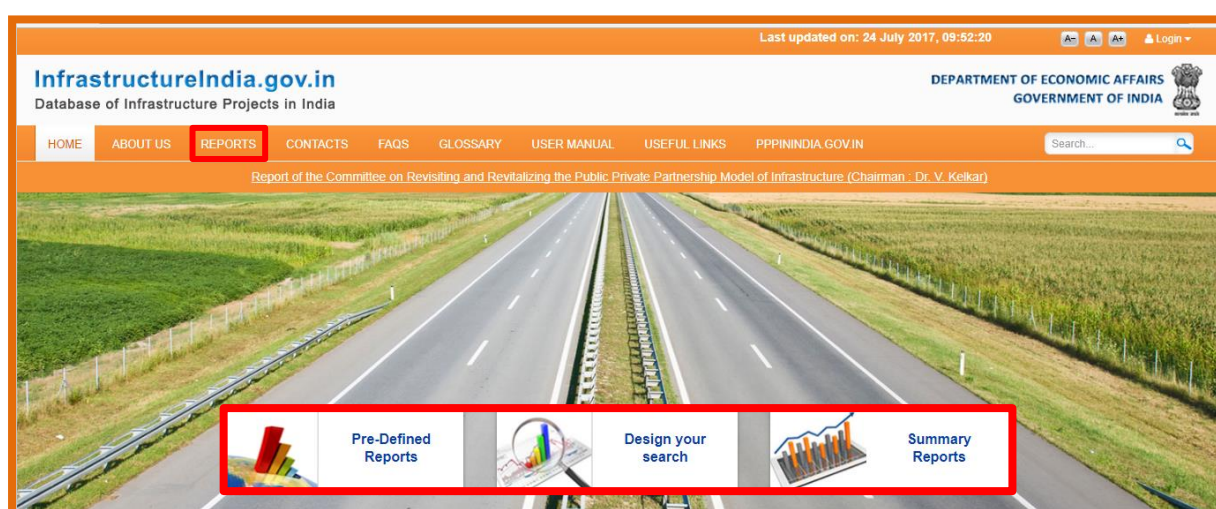 Last updated on: 24 July 2017, 09:52:20
A- A A+ Login
InfrastructureIndia.gov.in
Database of Infrastructure Projects in India
DEPARTMENT OF ECONOMIC AFFAIRS
GOVERNMENT OF INDIA
HOME ABOUT US REPORTS CONTACTS FAQS GLOSSARY USER MANUAL USEFUL LINKS PPPININDIA.GOV.IN Search...
Report of the Committee on Revisiting and Revitalizing the Public Private Partnership Model of Infrastructure (Chairman : Dr. V. Kelkar)
Pre-Defined
Reports
Design your
search
Summary
Reports